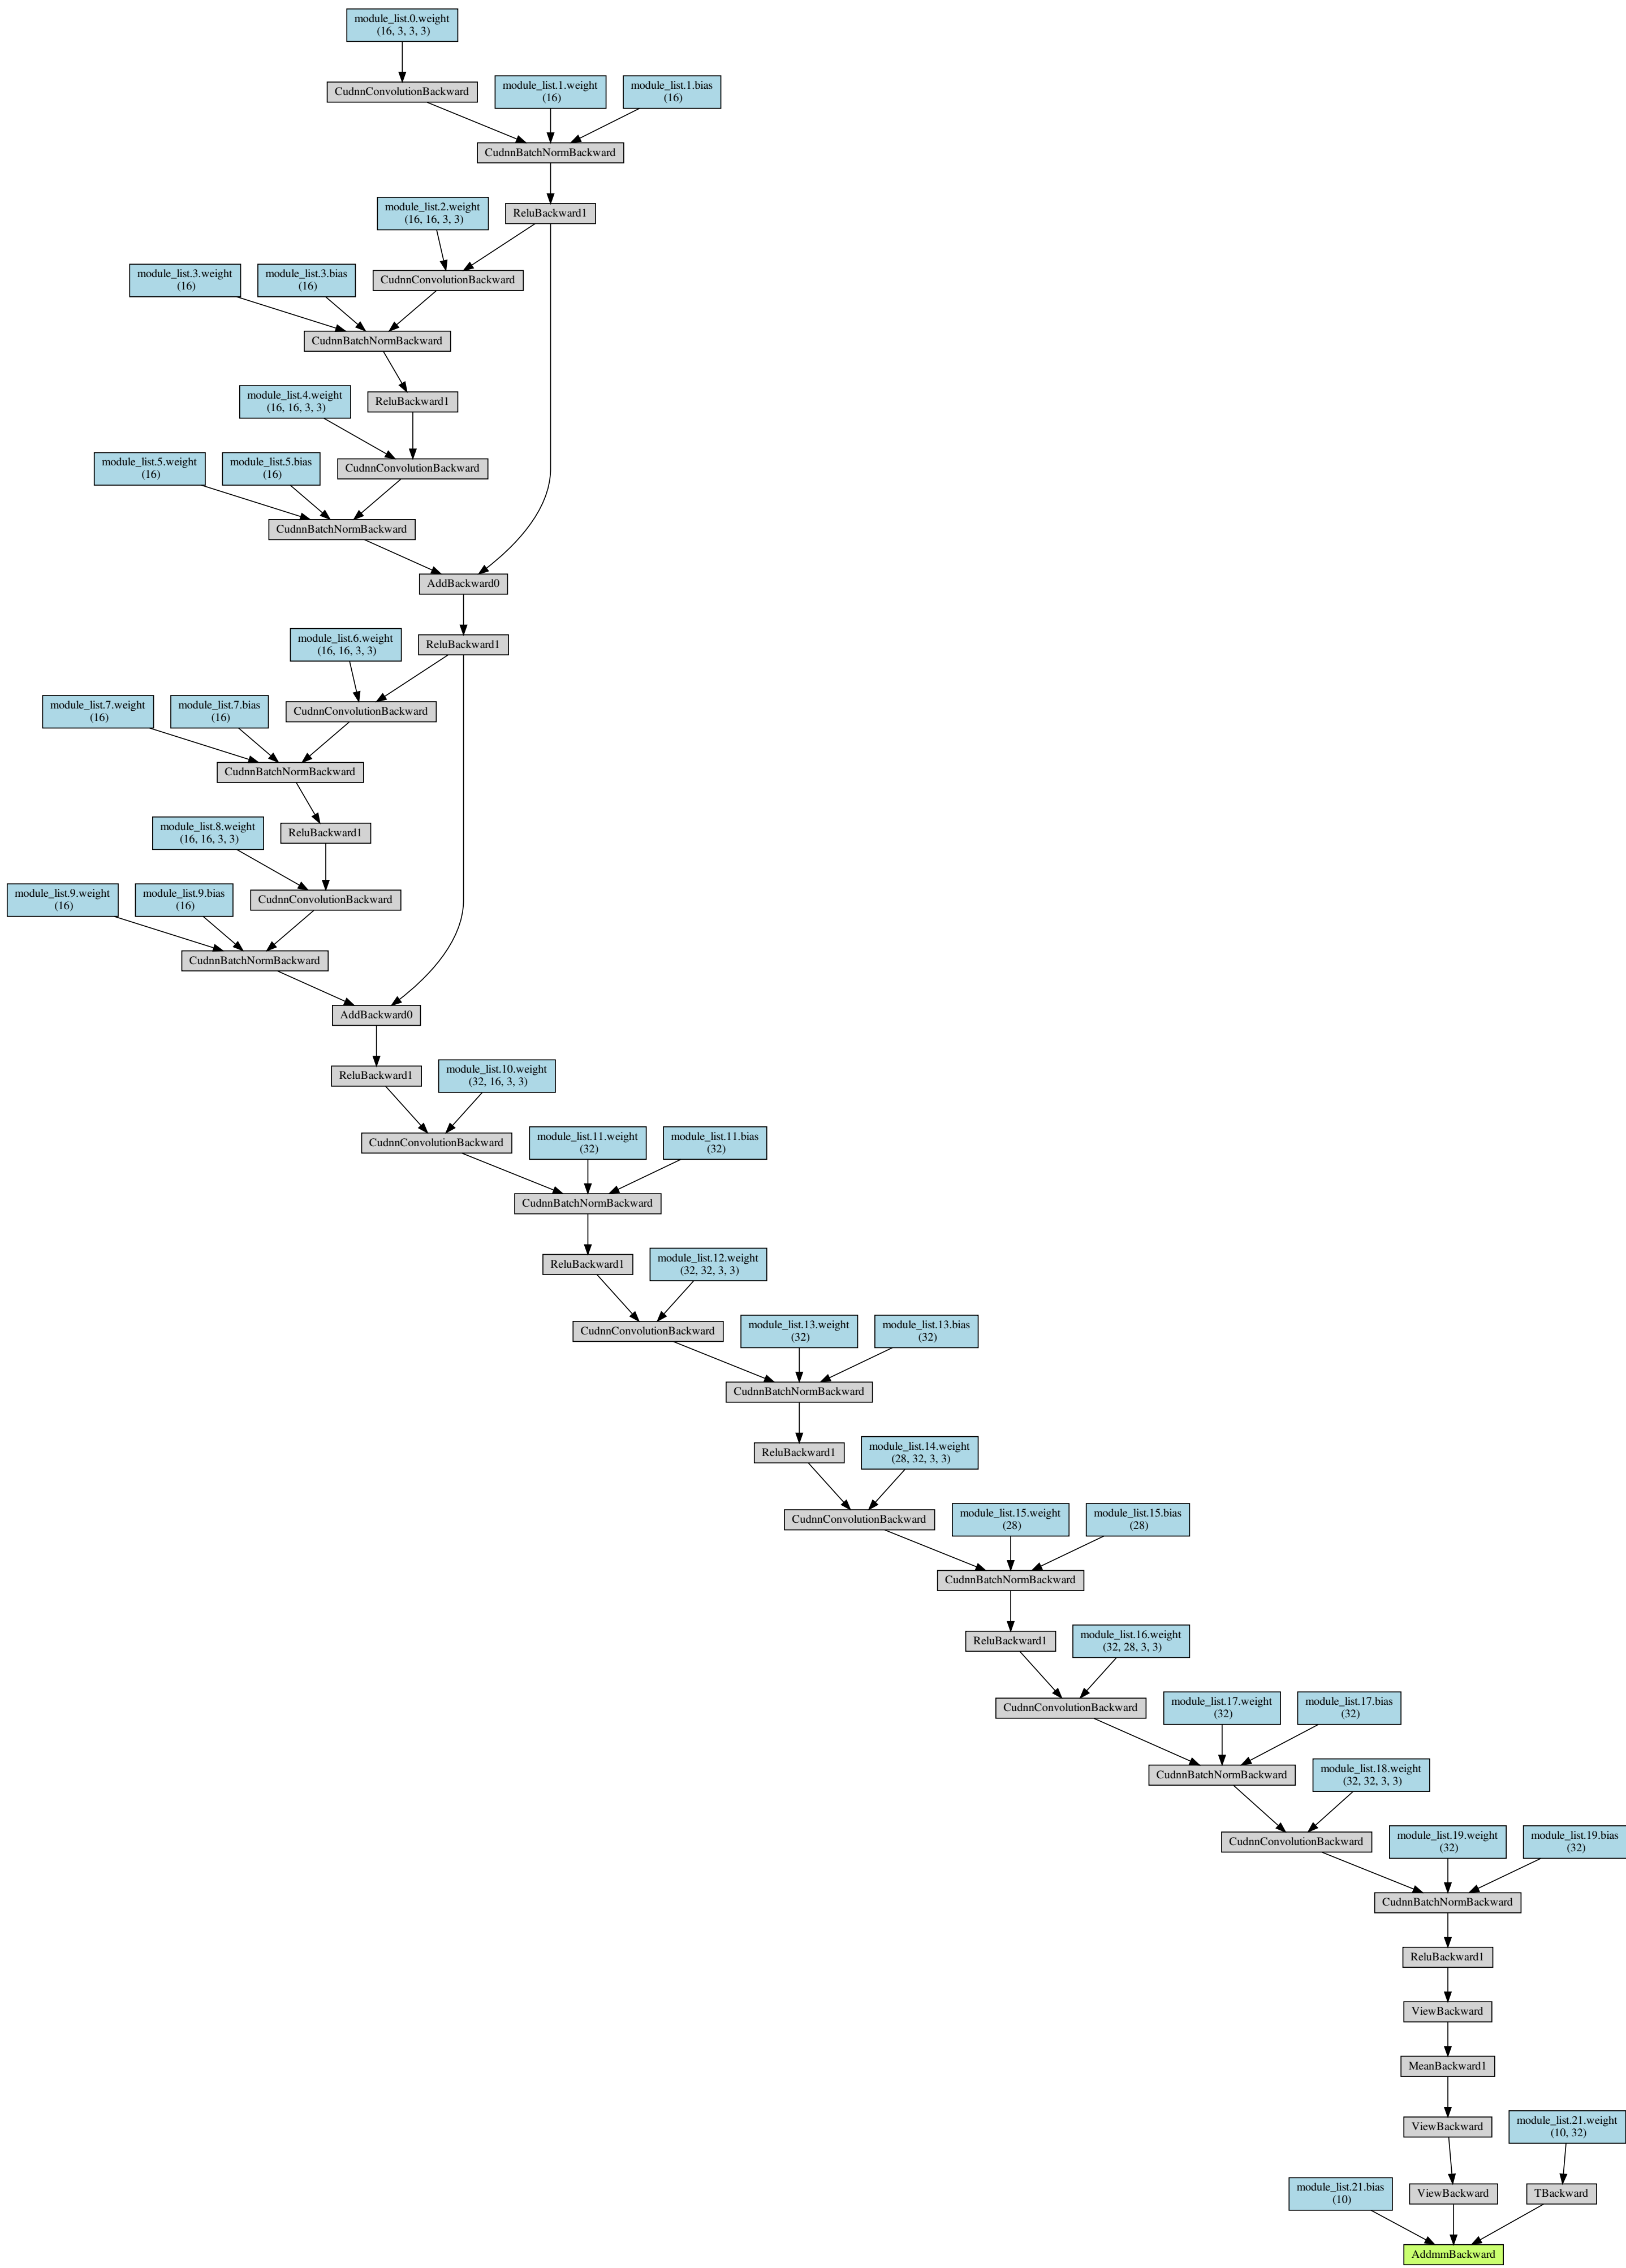 module_list.0.weight
(16, 3, 3, 3)
CudnnConvolutionBackward
module_list.1.weight
(16)
module_list.1.bias
(16)
CudnnBatchNormBackward
module_list.2.weight
(16, 16, 3, 3)
ReluBackward1
module_list.3.weight
(16)
module_list.3.bias
(16)
CudnnConvolutionBackward
CudnnBatchNormBackward
module_list.4.weight
(16, 16, 3, 3)
ReluBackward1
module_list.5.weight
(16)
module_list.5.bias
(16)
CudnnConvolutionBackward
CudnnBatchNormBackward
AddBackward0
module_list.6.weight
(16, 16, 3, 3)
ReluBackward1
module_list.7.weight
(16)
module_list.7.bias
(16)
CudnnConvolutionBackward
CudnnBatchNormBackward
module_list.8.weight
(16, 16, 3, 3)
ReluBackward1
module_list.9.weight
(16)
module_list.9.bias
(16)
CudnnConvolutionBackward
CudnnBatchNormBackward
AddBackward0
ReluBackward1
module_list.10.weight
(32, 16, 3, 3)
CudnnConvolutionBackward
module_list.11.weight
(32)
module_list.11.bias
(32)
CudnnBatchNormBackward
ReluBackward1
module_list.12.weight
(32, 32, 3, 3)
CudnnConvolutionBackward
module_list.13.weight
(32)
module_list.13.bias
(32)
CudnnBatchNormBackward
ReluBackward1
module_list.14.weight
(28, 32, 3, 3)
CudnnConvolutionBackward
module_list.15.weight
(28)
module_list.15.bias
(28)
CudnnBatchNormBackward
ReluBackward1
module_list.16.weight
(32, 28, 3, 3)
CudnnConvolutionBackward
module_list.17.weight
(32)
module_list.17.bias
(32)
CudnnBatchNormBackward
module_list.18.weight
(32, 32, 3, 3)
CudnnConvolutionBackward
module_list.19.weight
(32)
module_list.19.bias
(32)
CudnnBatchNormBackward
ReluBackward1
ViewBackward
MeanBackward1
ViewBackward
module_list.21.weight
(10, 32)
module_list.21.bias
(10)
ViewBackward
TBackward
AddmmBackward